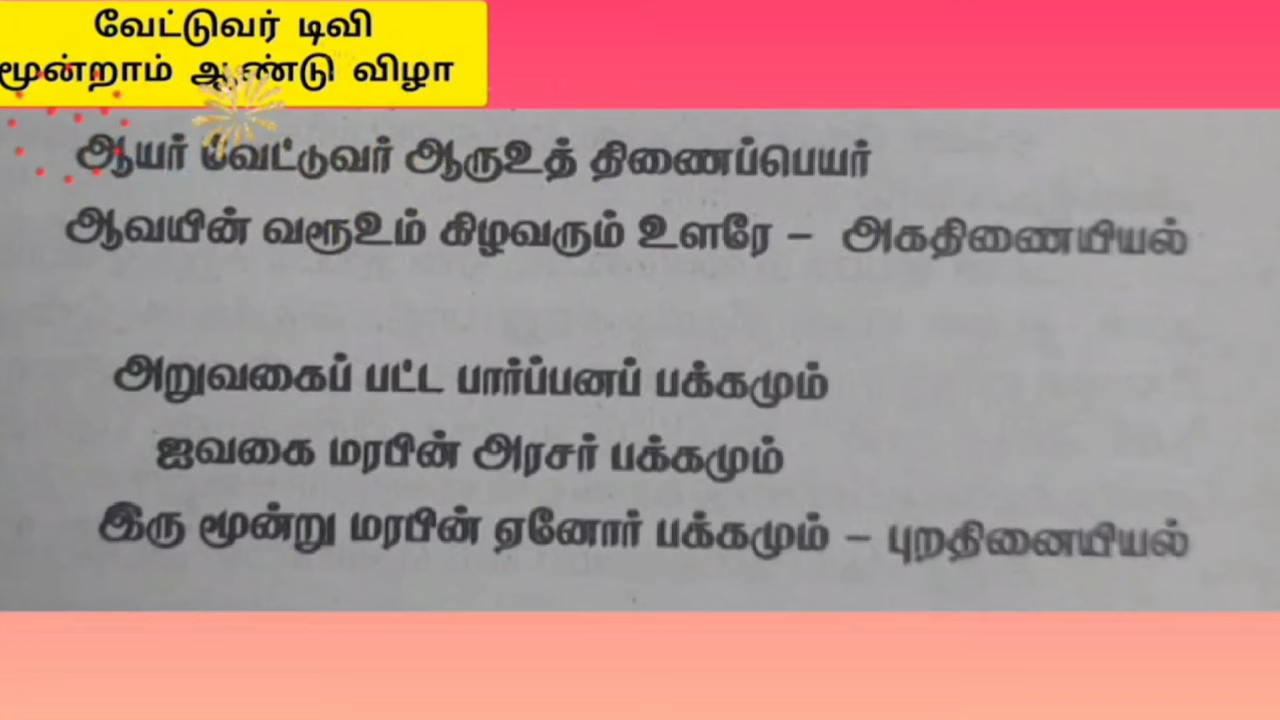 வேட்டுவர் டிவி
மூன்றாம் ஆண்டு விழா
ஆயர் வேட்டுவர் ஆருஉத் திணைப்பெயர்
ஆவயின் வரூஉம் கிழவரும் உளரே – அகதிணையியல்
அறுவகைப் பட்ட பார்ப்பனப் பக்கமும்
ஐவகை மரபின் அரசர் பக்கமும்
இரு மூன்று மரபின் ஏனோர் பக்கமும் – புறதினையியல்